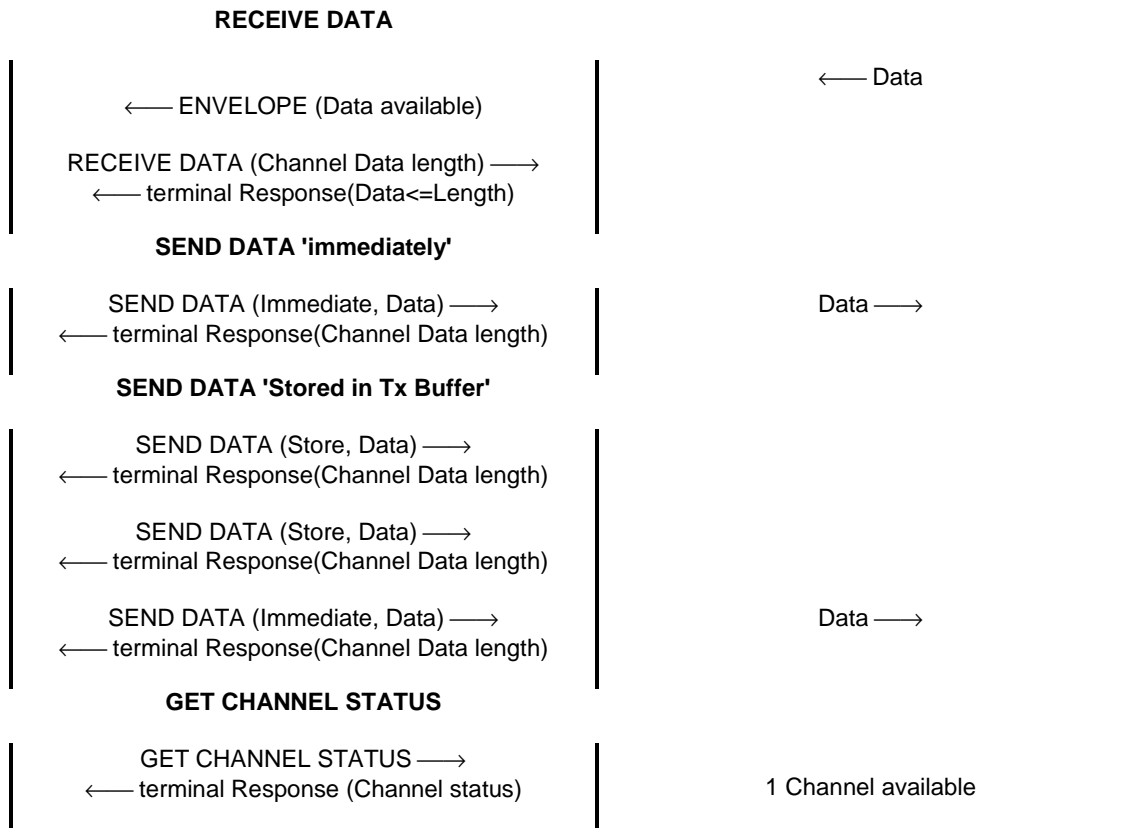 RECEIVE DATA
←── Data
←── ENVELOPE (Data available)
RECEIVE DATA (Channel Data length) ──→
←── terminal Response(Data<=Length)
SEND DATA 'immediately'
SEND DATA (Immediate, Data) ──→ Data ──→
←── terminal Response(Channel Data length)
SEND DATA 'Stored in Tx Buffer'
SEND DATA (Store, Data) ──→
←── terminal Response(Channel Data length)
SEND DATA (Store, Data) ──→
←── terminal Response(Channel Data length)
SEND DATA (Immediate, Data) ──→ Data ──→
←── terminal Response(Channel Data length)
GET CHANNEL STATUS
GET CHANNEL STATUS ──→
←── terminal Response (Channel status) 1 Channel available